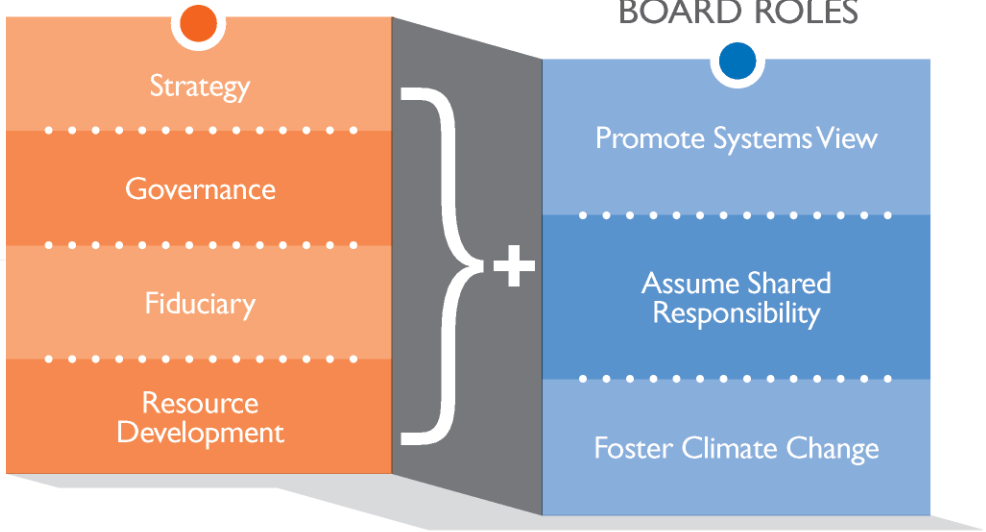 BOARD ROLES
Strategy
Governance
Fiduciary
Resource
Development
+
Promote Systems View
Assume Shared
Responsibility
Foster Climate Change